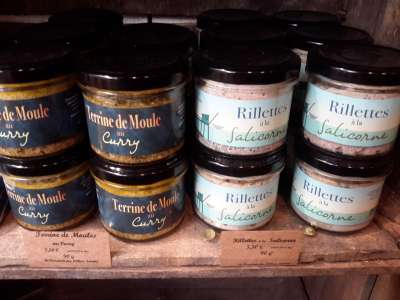 Terrine de Moule
au
Curry
Terrine de Moule
au
Curry
Rillettes
à la
Salicorne
Rillettes
à la
Salicorne
Terrine de Moule
au
Curry
Terrine de Moule
au
Curry
Rillettes
à la
Salicorne
Rillettes
à la
Salicorne
Terrine de Moules
au Curry
90 g
Rillettes à la Salicorne
90 g